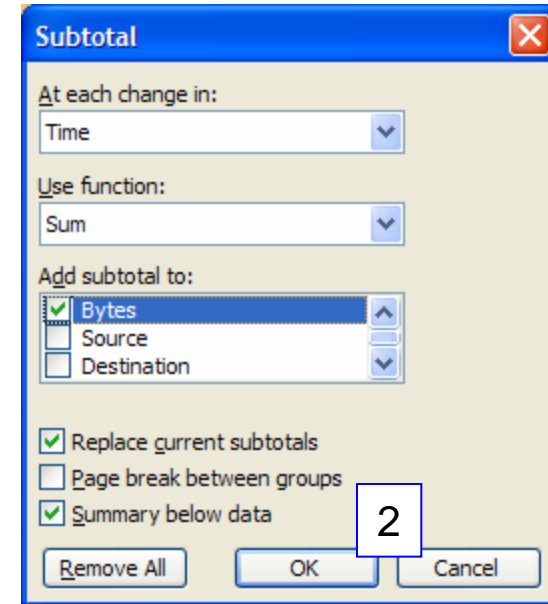 Subtotal
At each change in:
Time
Use function:
Sum
Add subtotal to:
Bytes
Source
Destination
Replace current subtotals
Page break between groups
Summary below data
2
Remove All OK Cancel